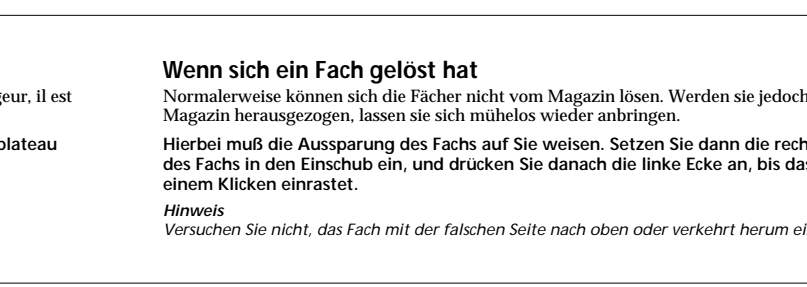 geur, il est
plateau
Wenn sich ein Fach gelöst hat
Normalerweise können sich die Fächer nicht vom Magazin lösen. Werden sie jedoch
Magazin herausgezogen, lassen sie sich mühelos wieder anbringen.
Hierbei muß die Aussparung des Fachs auf Sie weisen. Setzen Sie dann die rech
des Fachs in den Einschub ein, und drücken Sie danach die linke Ecke an, bis das
einem Klicken einrastet.
Hinweis
Versuchen Sie nicht, das Fach mit der falschen Seite nach oben oder verkehrt herum ei